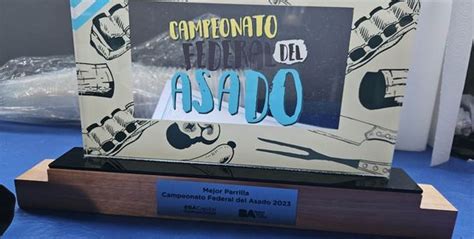 CAMPEONATO
FEDERAL DEL
ASADO
Mejor Parrilla
Campeonato Federal del Asado 2023
BA